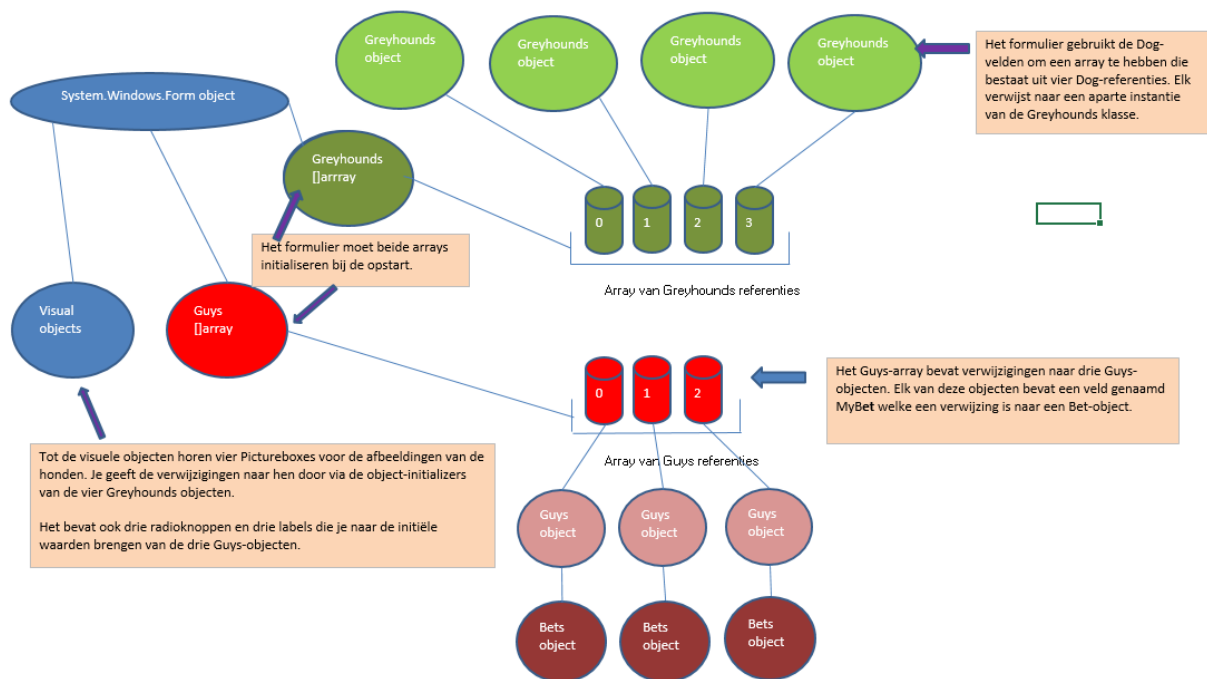 Greyhounds
object
Greyhounds
object
Greyhounds
object
Greyhounds
object
Het formulier gebruikt de Dog-
velden om een array te hebben die
bestaat uit vier Dog-referenties. Elk
verwijst naar een aparte instantie
van de Greyhounds klasse.
System.Windows.Form object
Greyhounds
[]arrray
0
1
2
3
Het formulier moet beide arrays
initialiseren bij de opstart.
Array van Greyhounds referenties
Visual
objects
Guys
[]array
0
1
2
Het Guys-array bevat verwijzigingen naar drie Guys-
objecten. Elk van deze objecten bevat een veld genaamd
MyBet welke een verwijzing is naar een Bet-object.
Array van Guys referenties
Tot de visuele objecten horen vier Pictureboxes voor de afbeeldingen van de
honden. Je geeft de verwijzigingen naar hen door via de object-initializers
van de vier Greyhounds objecten.
Het bevat ook drie radioknoppen en drie labels die je naar de initiële
waarden brengen van de drie Guys-objecten.
Guys
object
Guys
object
Guys
object
Bets
object
Bets
object
Bets
object